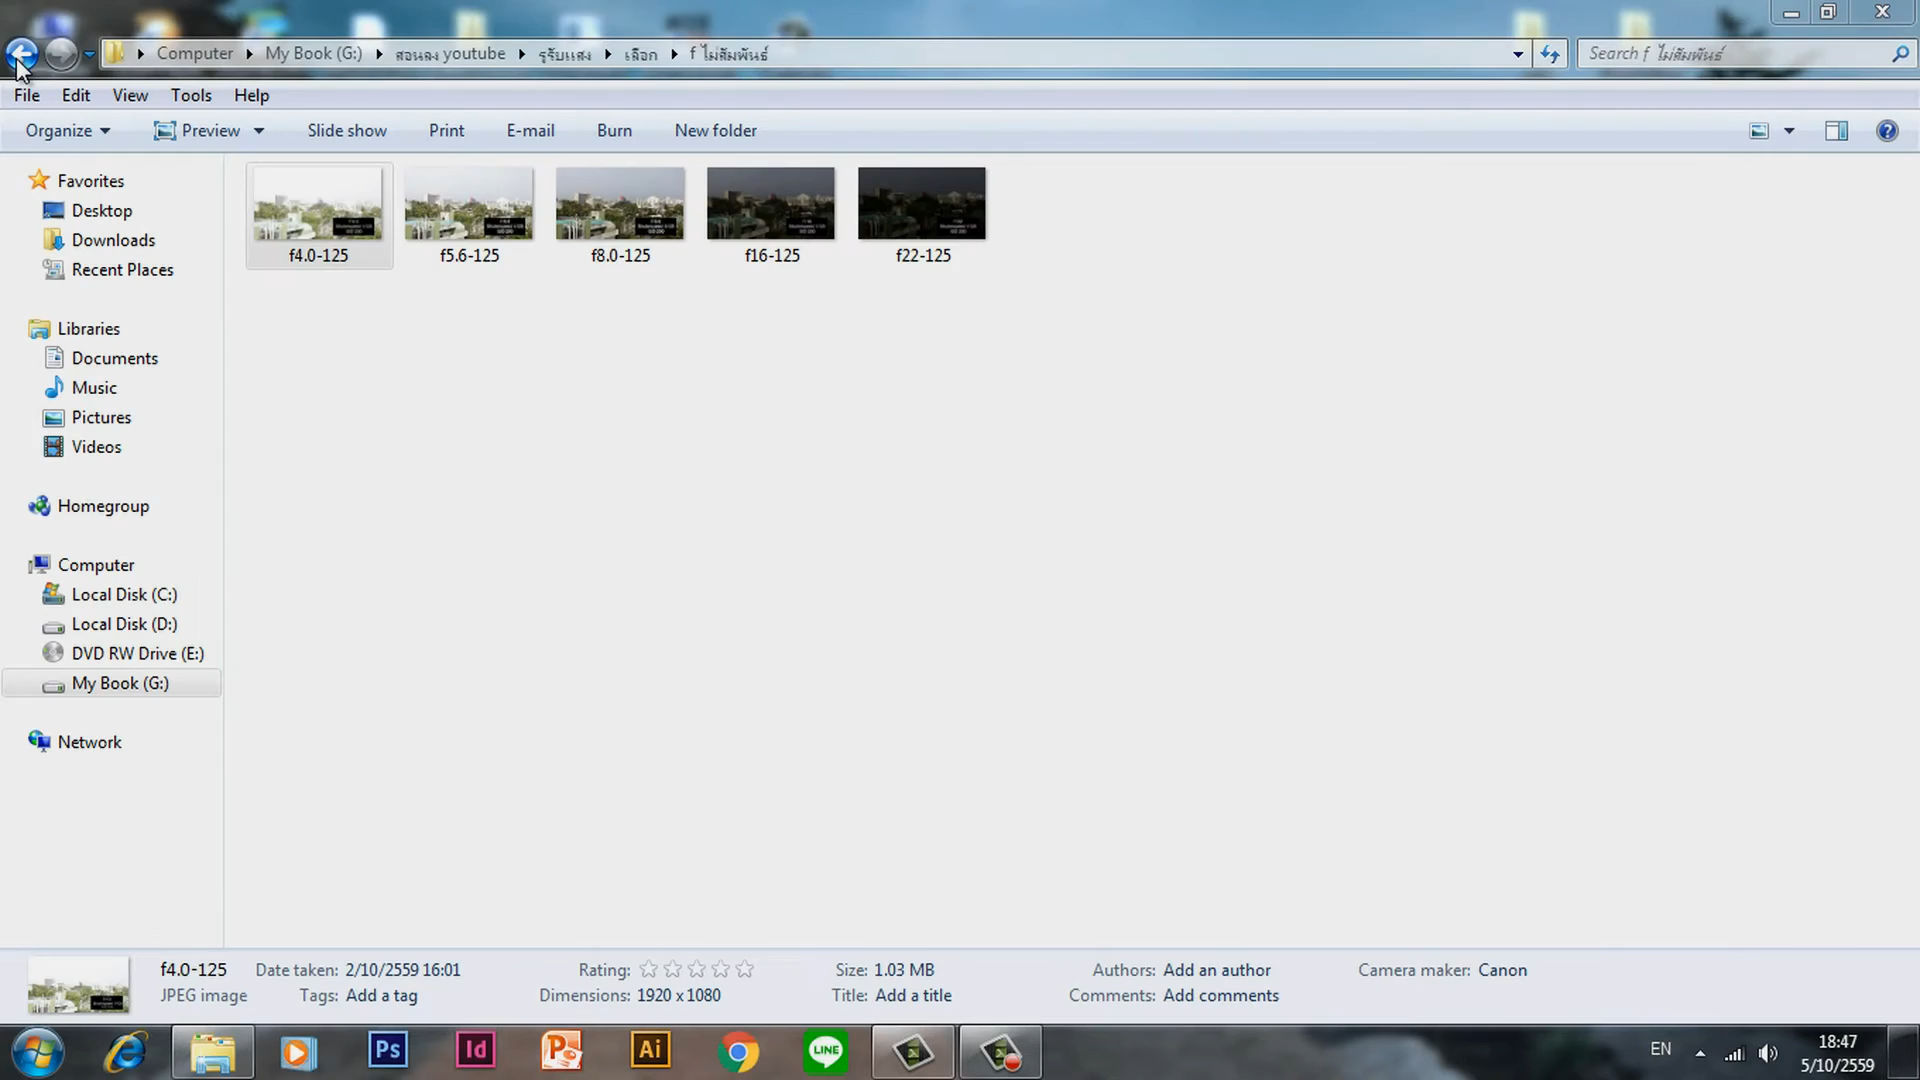 Computer
My Book (G:)
สอนลง youtube
รูรับแสง
เลือก
f ไม่สัมพันธ์
Search f ไม่สัมพันธ์
File Edit View Tools Help
Organize Preview Slide show Print E-mail Burn New folder
Favorites
Desktop
Downloads
Recent Places
Libraries
Documents
Music
Pictures
Videos
Homegroup
Computer
Local Disk (C:)
Local Disk (D:)
DVD RW Drive (E:)
My Book (G:)
Network
f4.0-125
f5.6-125
f8.0-125
f16-125
f22-125
f4.0-125 Date taken: 2/10/2559 16:01 Rating: Size: 1.03 MB Authors: Add an author Camera maker: Canon
JPEG image Tags: Add a tag Dimensions: 1920 x 1080 Title: Add a title Comments: Add comments
Ps
Id
P
Ai
LINE
EN
18:47
5/10/2559